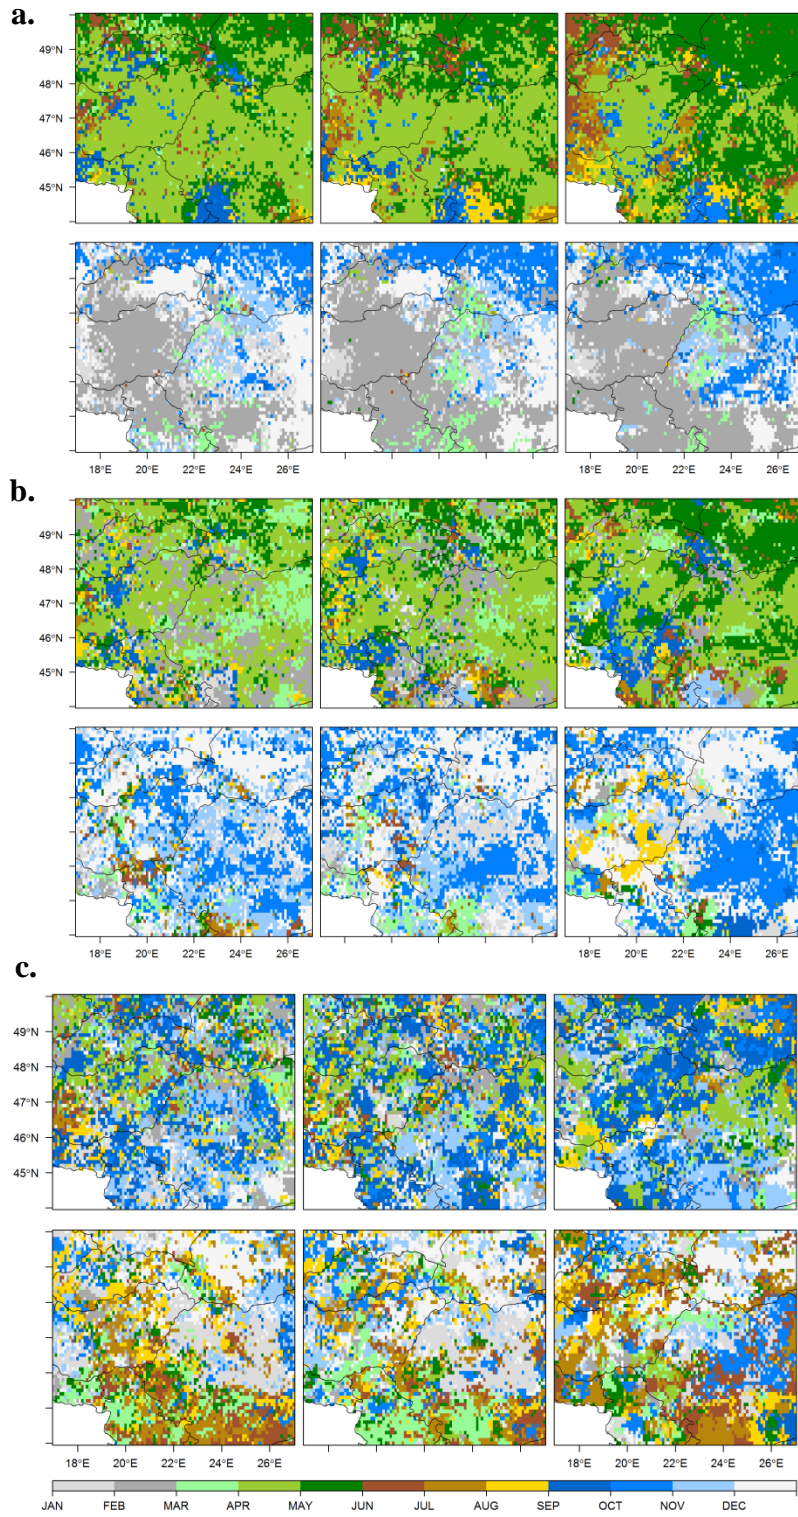 a.
49°N
48°N
47°N
46°N
45°N
18°E 20°E 22°E 24°E 26°E 18°E 20°E 22°E 24°E 26°E
b.
49°N
48°N
47°N
46°N
45°N
18°E 20°E 22°E 24°E 26°E 18°E 20°E 22°E 24°E 26°E
c.
49°N
48°N
47°N
46°N
45°N
18°E 20°E 22°E 24°E 26°E 20°E 22°E 24°E 26°E
JAN FEB MAR APR MAY JUN JUL AUG SEP OCT NOV DEC